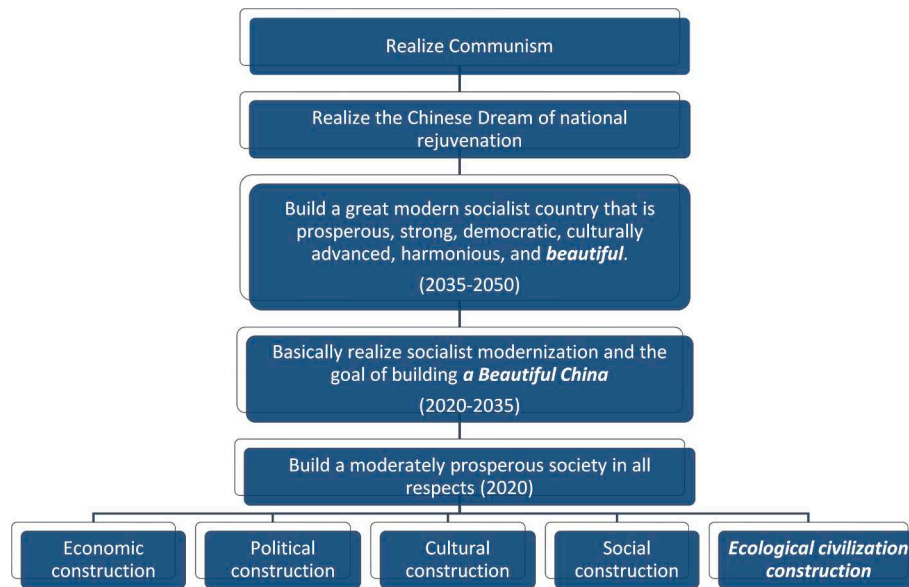 Realize Communism
Realize the Chinese Dream of national
rejuvenation
Build a great modern socialist country that is
prosperous, strong, democratic, culturally
advanced, harmonious, and beautiful.
(2035-2050)
Basically realize socialist modernization and the
goal of building a Beautiful China
(2020-2035)
Build a moderately prosperous society in all
respects (2020)
Economic
construction
Political
construction
Cultural
construction
Social
construction
Ecological civilization
construction